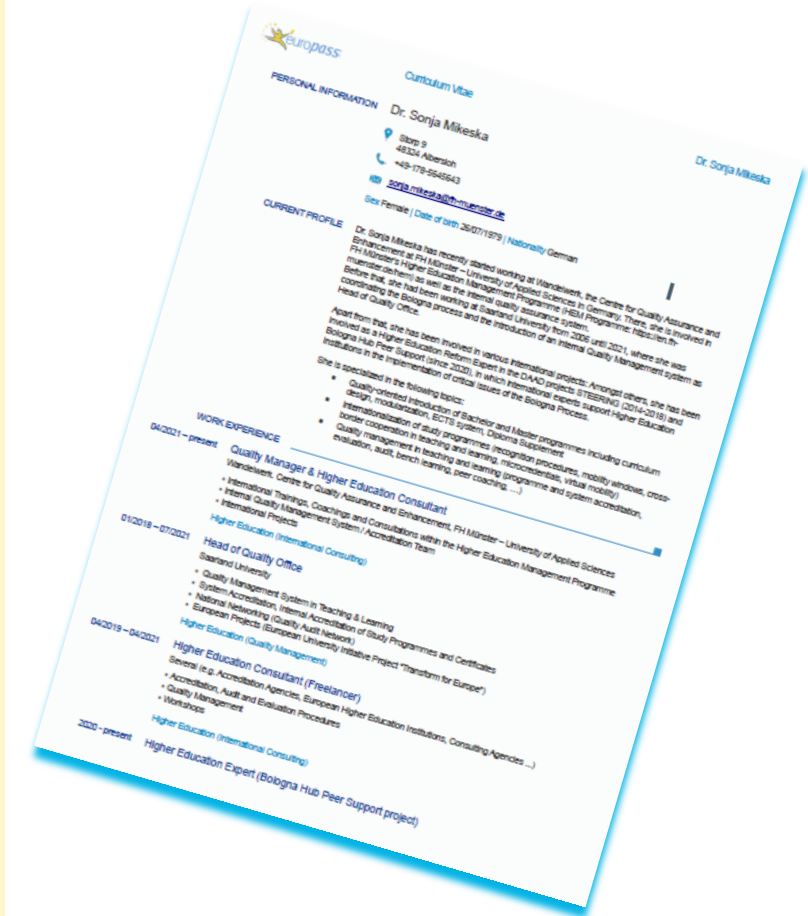 europass
Curriculum Vitae
Dr. Sonja Mikeska
PERSONAL INFORMATION
Dr. Sonja Mikeska
Storp 9
48324 Albersloh
+49-178-5645643
sonja.mikeska@fh-muenster.de
Sex Female | Date of birth 26/07/1979 | Nationality German
CURRENT PROFILE
Dr. Sonja Mikeska has recently started working at Wandelwerk, the Centre for Quality Assurance and
Enhancement at FH Münster – University of Applied Sciences in Germany. There, she is involved in
FH Münster's Higher Education Management Programme (HEM Programme: https://en.fh-
muenster.de/hem) as well as the internal quality assurance system.
Before that, she had been working at Saarland University from 2006 until 2021, where she was
coordinating the Bologna process and the introduction of an Internal Quality Management system as
Head of Quality Office.
Apart from that, she has been involved in various international projects: Amongst others, she has been
involved as a Higher Education Reform Expert in the DAAD projects STEERING (2014-2018) and
Bologna Hub Peer Support (since 2020), in which international experts support Higher Education
Institutions in the implementation of critical issues of the Bologna Process.
She is specialized in the following topics:
• Quality-oriented introduction of Bachelor and Master programmes including curriculum
design, modularization, ECTS system, Diploma Supplement
• Internationalization of study programmes (recognition procedures, mobility windows, cross-
border cooperation in teaching and learning, microcredentials, virtual mobility)
• Quality management in teaching and learning (programme and system accreditation,
evaluation, audit, bench learning, peer coaching, …)
WORK EXPERIENCE
04/2021 – present
Quality Manager & Higher Education Consultant
Wandelwerk. Centre for Quality Assurance and Enhancement, FH Münster – University of Applied Sciences
• International Trainings, Coachings and Consultations within the Higher Education Management Programme
• Internal Quality Management System / Accreditation Team
• International Projects
Higher Education (International Consulting)
01/2018 – 07/2021
Head of Quality Office
Saarland University
• Quality Management System in Teaching & Learning
• System Accreditation, Internal Accreditation of Study Programmes and Certificates
• National Networking (Quality Audit Network)
• European Projects (European University Initiative Project "Transform for Europe")
Higher Education (Quality Management)
04/2019 – 04/2021
Higher Education Consultant (Freelancer)
Several (e.g. Accreditation Agencies, European Higher Education Institutions, Consulting Agencies ...)
• Accreditation, Audit and Evaluation Procedures
• Quality Management
• Workshops
Higher Education (International Consulting)
2020 - present
Higher Education Expert (Bologna Hub Peer Support project)